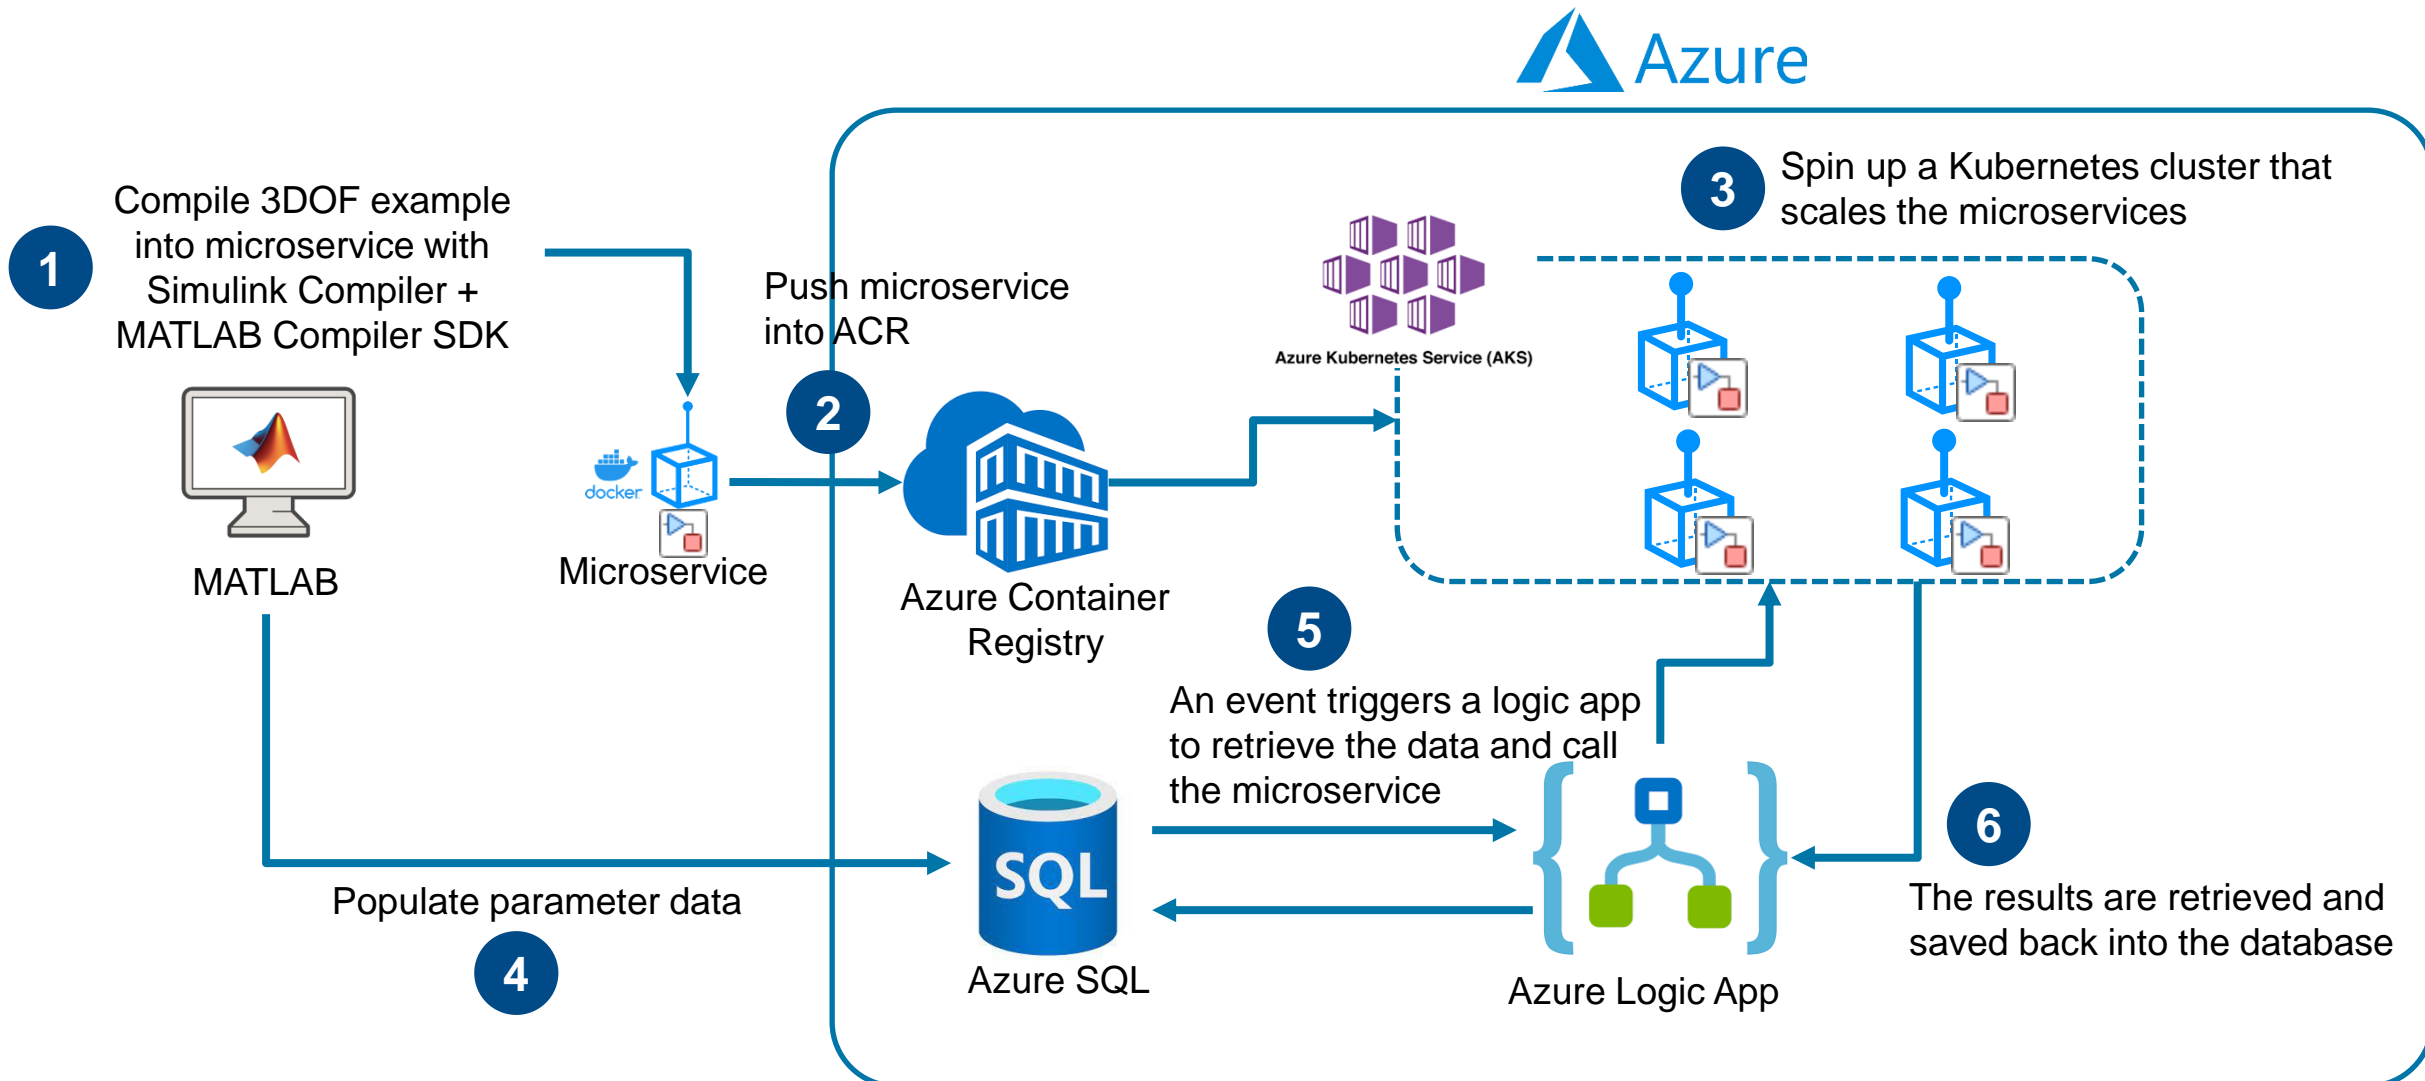 Azure
1
Compile 3DOF example
into microservice with
Simulink Compiler +
MATLAB Compiler SDK
MATLAB
docker
Microservice
Push microservice
into ACR
2
Azure Container
Registry
Azure Kubernetes Service (AKS)
3
Spin up a Kubernetes cluster that
scales the microservices
Populate parameter data
4
SQL
Azure SQL
5
An event triggers a logic app
to retrieve the data and call
the microservice
Azure Logic App
6
The results are retrieved and
saved back into the database